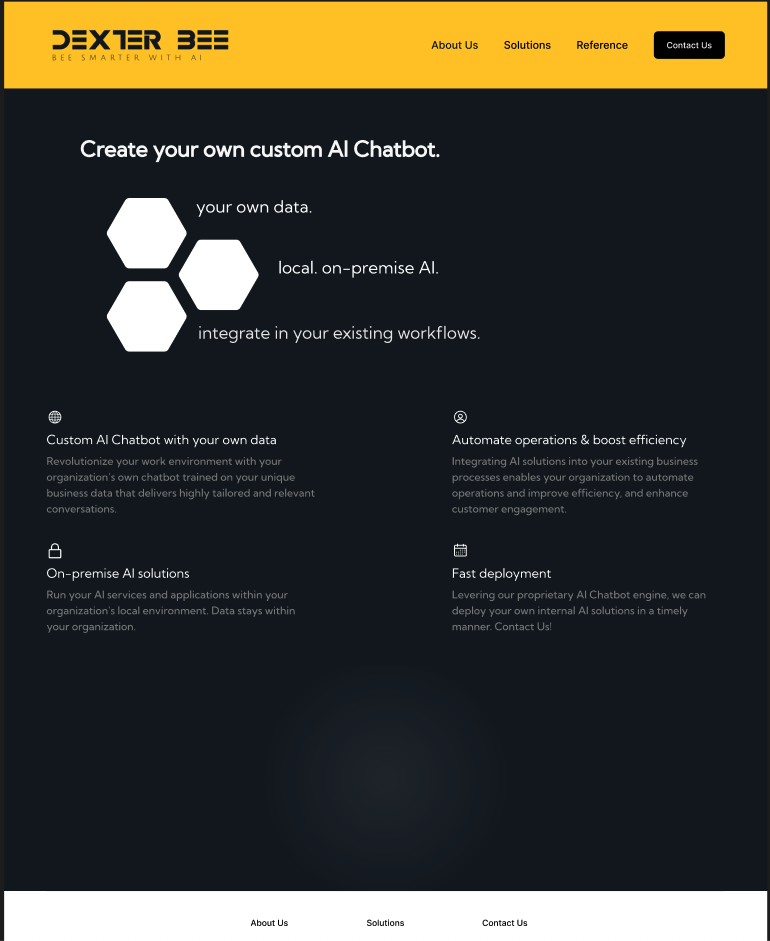 DEXTER BEE
BEE SMARTER WITH AI
About Us
Solutions
Reference
Contact Us
Create your own custom AI Chatbot.
your own data.
local. on-premise AI.
integrate in your existing workflows.
Custom AI Chatbot with your own data
Revolutionize your work environment with your
organization's own chatbot trained on your unique
business data that delivers highly tailored and relevant
conversations.
Automate operations & boost efficiency
Integrating AI solutions into your existing business
processes enables your organization to automate
operations and improve efficiency, and enhance
customer engagement.
On-premise AI solutions
Run your AI services and applications within your
organization's local environment. Data stays within
your organization.
Fast deployment
Levering our proprietary AI Chatbot engine, we can
deploy your own internal AI solutions in a timely
manner. Contact Us!
About Us
Solutions
Contact Us